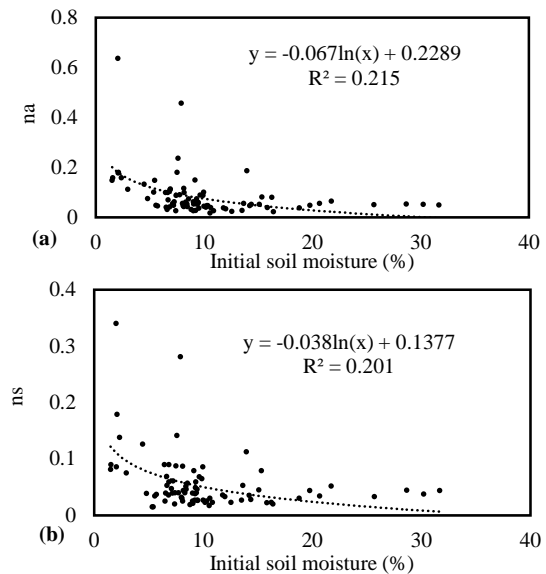 0.8
y = -0.067ln(x) + 0.2289
R² = 0.215
0.6
na
0.4
0.2
0
(a)
0 10 20 30 40
Initial soil moisture (%)
0.4
y = -0.038ln(x) + 0.1377
R² = 0.201
0.3
ns
0.2
0.1
0
(b)
0 10 20 30 40
Initial soil moisture (%)